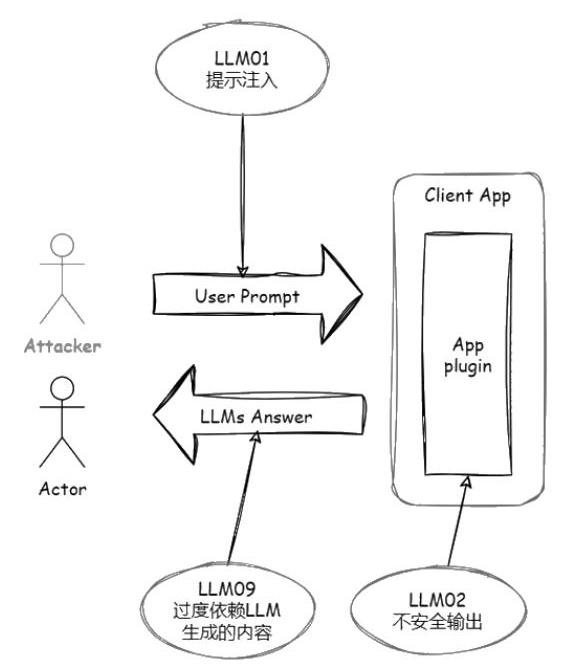 LLM01
提示注入
Client App
User Prompt
Attacker
App
plugin
LLMs Answer
Actor
LLM09
过度依赖LLM
生成的内容
LLM02
不安全输出